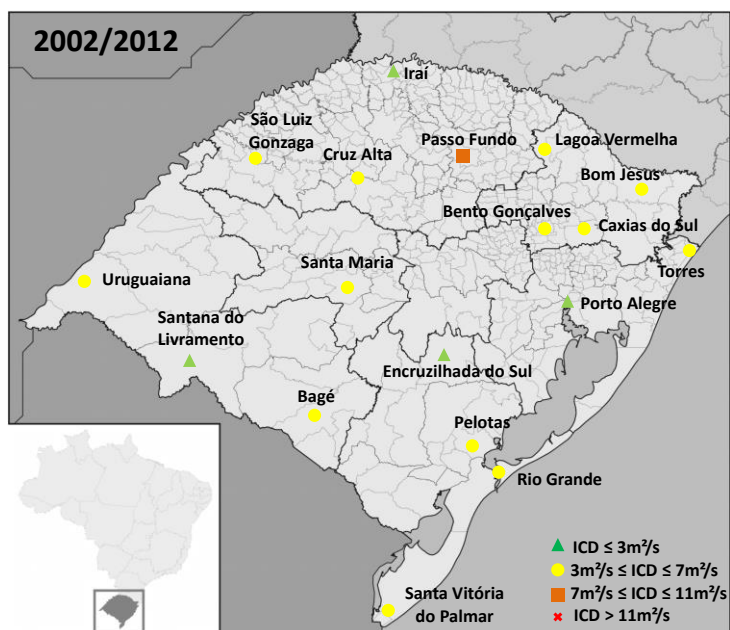 2002/2012
Iraí
São Luiz
Gonzaga
Cruz Alta
Passo Fundo
Lagoa Vermelha
Bom Jesus
Bento Gonçalves
Caxias do Sul
Torres
Uruguaiana
Santa Maria
Porto Alegre
Santana do
Livramento
Encruzilhada do Sul
Bagé
Pelotas
Rio Grande
Santa Vitória
do Palmar
ICD ≤ 3m²/s
3m²/s ≤ ICD ≤ 7m²/s
7m²/s ≤ ICD ≤ 11m²/s
ICD > 11m²/s